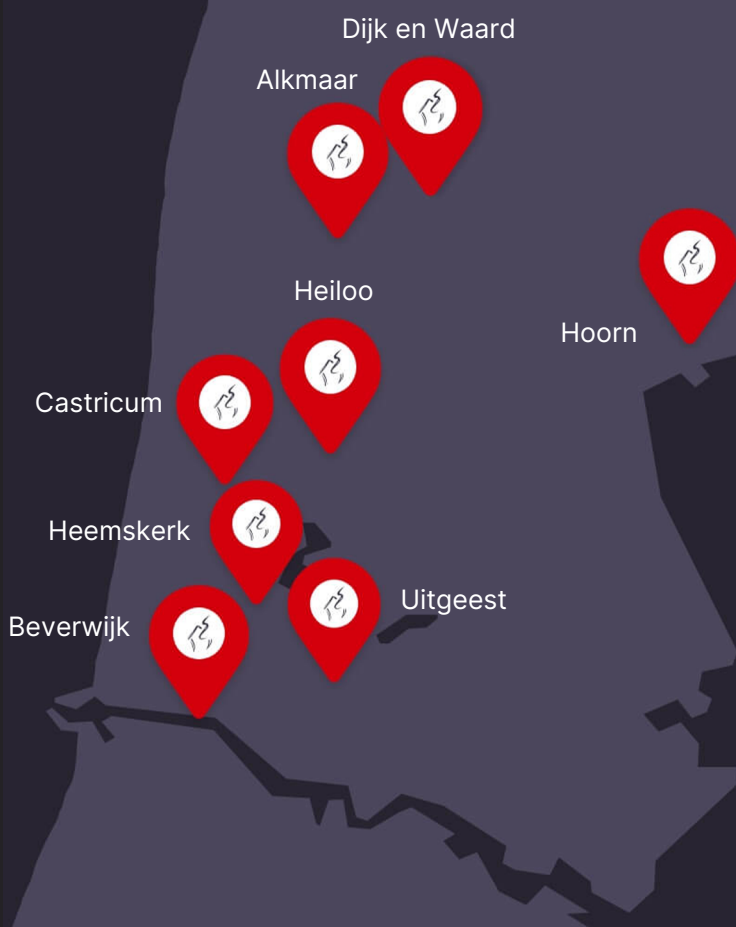 Dijk en Waard
Alkmaar
Heiloo
Hoorn
Castricum
Heemskerk
Uitgeest
Beverwijk